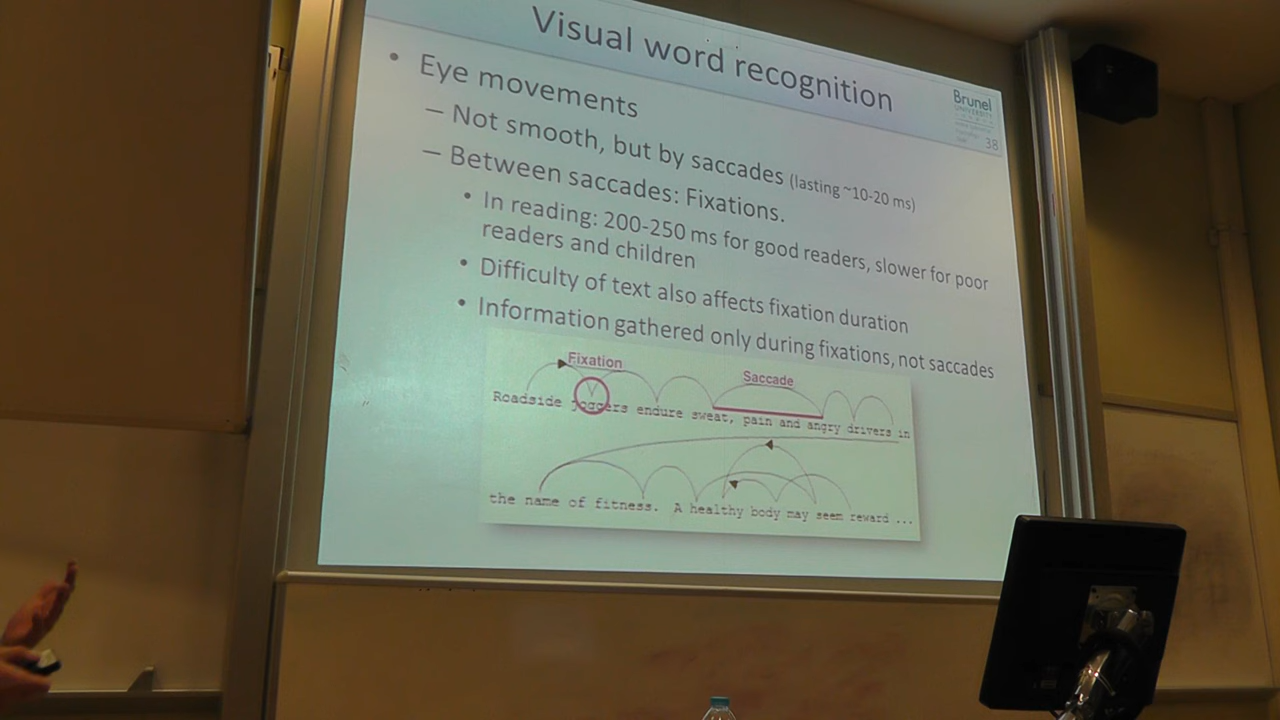 Visual word recognition
Brunel
UNIVERSITY
38
• Eye movements
– Not smooth, but by saccades (lasting ~10-20 ms)
– Between saccades: Fixations.
• In reading: 200-250 ms for good readers, slower for poor
readers and children
• Difficulty of text also affects fixation duration
• Information gathered only during fixations, not saccades
Fixation
Saccade
Roadside joggers endure sweat, pain and angry drivers in
the name of fitness. A healthy body may seem reward ...